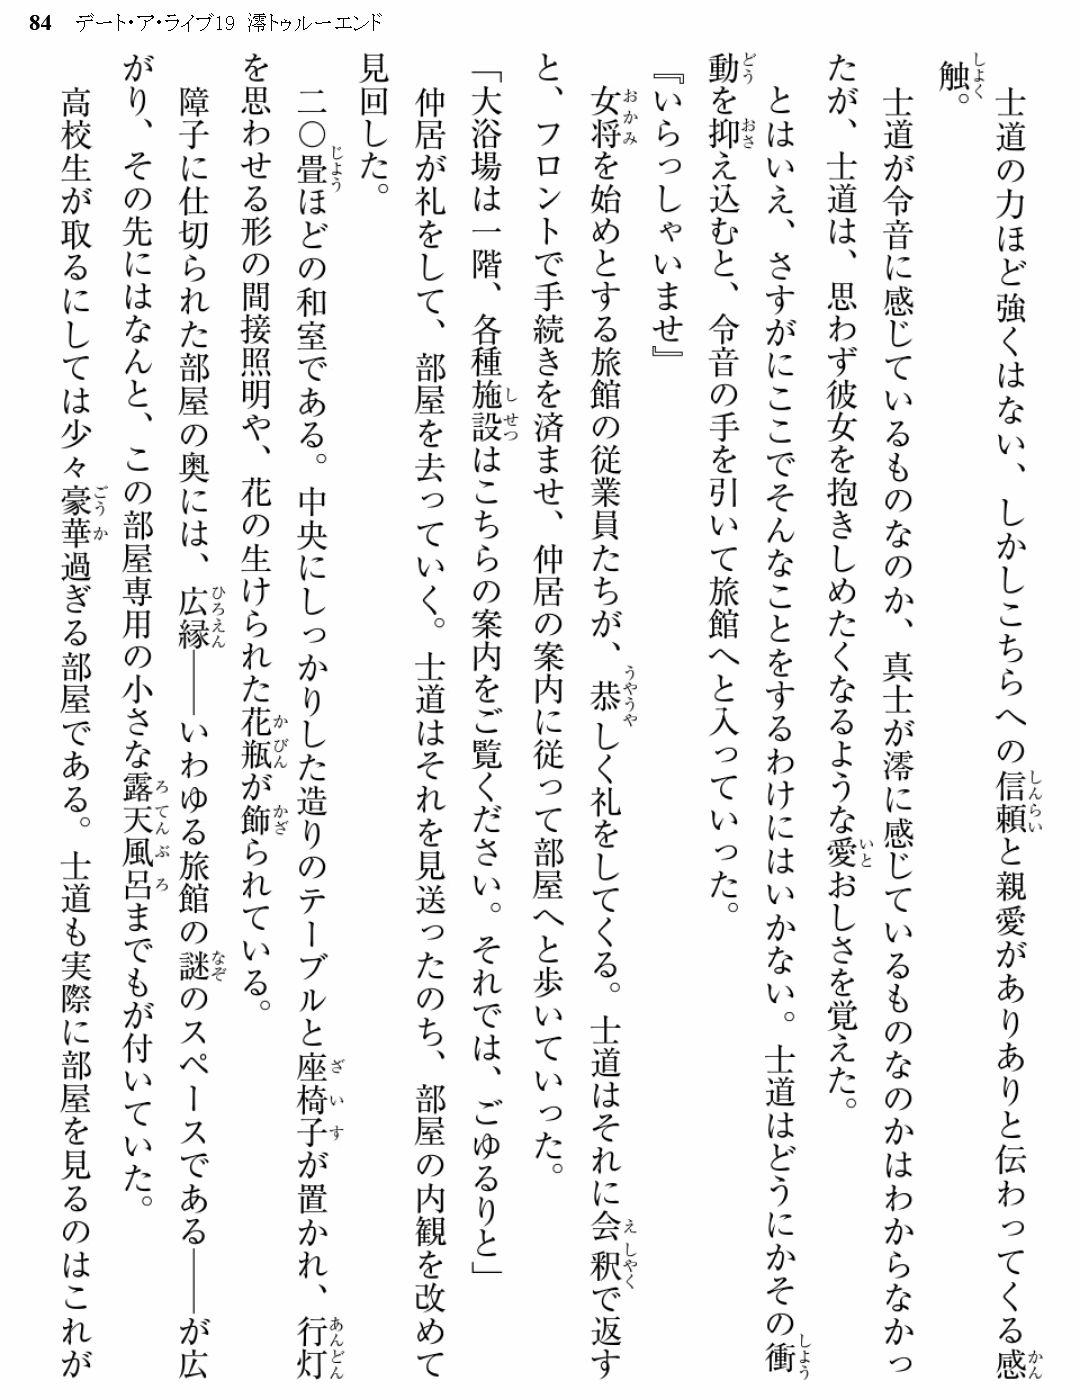 84 デート・ア・ライブ19 澪トゥルーエンド
士道の力ほど強くはない、しかしこちらへの信頼と親愛がありありと伝わってくる感
触。
士道が令音に感じているものなのか、真士が澪に感じているものなのかはわからなかっ
たが、士道は、思わず彼女を抱きしめたくなるような愛おしさを覚えた。
とはいえ、さすがにここでそんなことをするわけにはいかない。士道はどうにかその衝
動を抑え込むと、令音の手を引いて旅館へと入っていった。
『いらっしゃいませ』
女将を始めとする旅館の従業員たちが、恭しく礼をしてくる。士道はそれに会釈で返す
と、フロントで手続きを済ませ、仲居の案内に従って部屋へと歩いていった。
「大浴場は一階、各種施設はこちらの案内をご覧ください。それでは、ごゆるりと」
仲居が礼をして、部屋を去っていく。士道はそれを見送ったのち、部屋の内観を改めて
見回した。
二〇畳ほどの和室である。中央にしっかりした造りのテーブルと座椅子が置かれ、行灯
を思わせる形の間接照明や、花の生けられた花瓶が飾られている。
障子に仕切られた部屋の奥には、広縁――いわゆる旅館の謎のスペースである――が広
がり、その先にはなんと、この部屋専用の小さな露天風呂までもが付いていた。
高校生が取るにしては少々豪華過ぎる部屋である。士道も実際に部屋を見るのはこれが